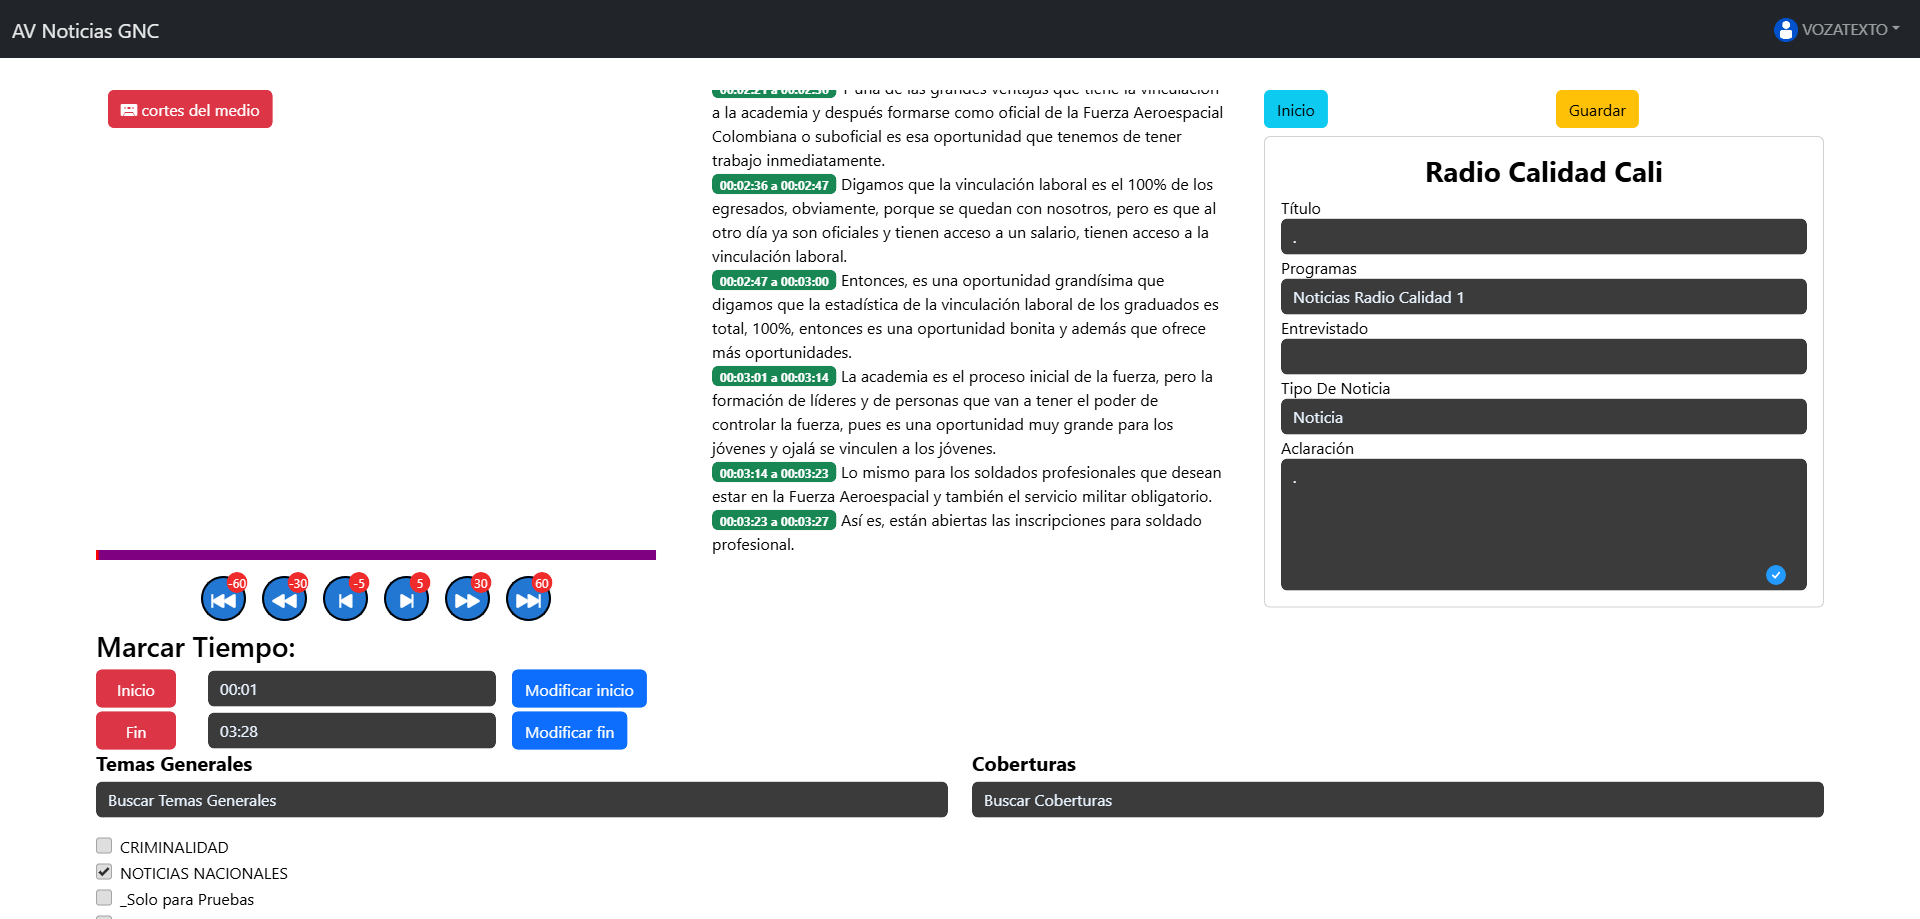 AV Noticias GNC
VOZATEXTO
cortes del medio
-60
-30
-5
5
30
60
Marcar Tiempo:
Inicio
00:01
Modificar inicio
Fin
03:28
Modificar fin
00:02:21 a 00:02:36 Y una de las grandes ventajas que tiene la vinculación
a la academia y después formarse como oficial de la Fuerza Aeroespacial
Colombiana o suboficial es esa oportunidad que tenemos de tener
trabajo inmediatamente.
00:02:36 a 00:02:47 Digamos que la vinculación laboral es el 100% de los
egresados, obviamente, porque se quedan con nosotros, pero es que al
otro día ya son oficiales y tienen acceso a un salario, tienen acceso a la
vinculación laboral.
00:02:47 a 00:03:00 Entonces, es una oportunidad grandísima que
digamos que la estadística de la vinculación laboral de los graduados es
total, 100%, entonces es una oportunidad bonita y además que ofrece
más oportunidades.
00:03:01 a 00:03:14 La academia es el proceso inicial de la fuerza, pero la
formación de líderes y de personas que van a tener el poder de
controlar la fuerza, pues es una oportunidad muy grande para los
jóvenes y ojalá se vinculen a los jóvenes.
00:03:14 a 00:03:23 Lo mismo para los soldados profesionales que desean
estar en la Fuerza Aeroespacial y también el servicio militar obligatorio.
00:03:23 a 00:03:27 Así es, están abiertas las inscripciones para soldado
profesional.
Inicio
Guardar
Radio Calidad Cali
Título
.
Programas
Noticias Radio Calidad 1
Entrevistado
Tipo De Noticia
Noticia
Aclaración
.
Temas Generales
Buscar Temas Generales
CRIMINALIDAD
NOTICIAS NACIONALES
_Solo para Pruebas
Coberturas
Buscar Coberturas